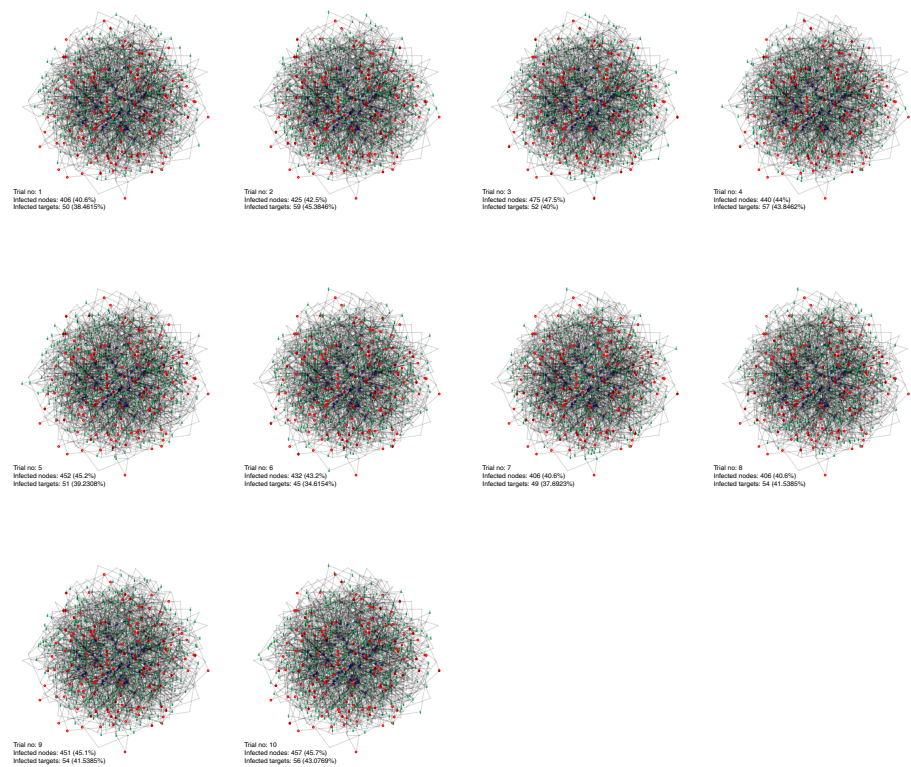 Trial no: 1
Infected nodes: 406 (40.6%)
Infected targets: 50 (38.4615%)
Trial no: 2
Infected nodes: 425 (42.5%)
Infected targets: 59 (45.3846%)
Trial no: 3
Infected nodes: 475 (47.5%)
Infected targets: 52 (40%)
Trial no: 4
Infected nodes: 440 (44%)
Infected targets: 57 (43.8462%)
Trial no: 5
Infected nodes: 452 (45.2%)
Infected targets: 51 (39.2308%)
Trial no: 6
Infected nodes: 432 (43.2%)
Infected targets: 45 (34.6154%)
Trial no: 7
Infected nodes: 406 (40.6%)
Infected targets: 49 (37.6923%)
Trial no: 8
Infected nodes: 406 (40.6%)
Infected targets: 54 (41.5385%)
Trial no: 9
Infected nodes: 451 (45.1%)
Infected targets: 54 (41.5385%)
Trial no: 10
Infected nodes: 457 (45.7%)
Infected targets: 56 (43.0769%)